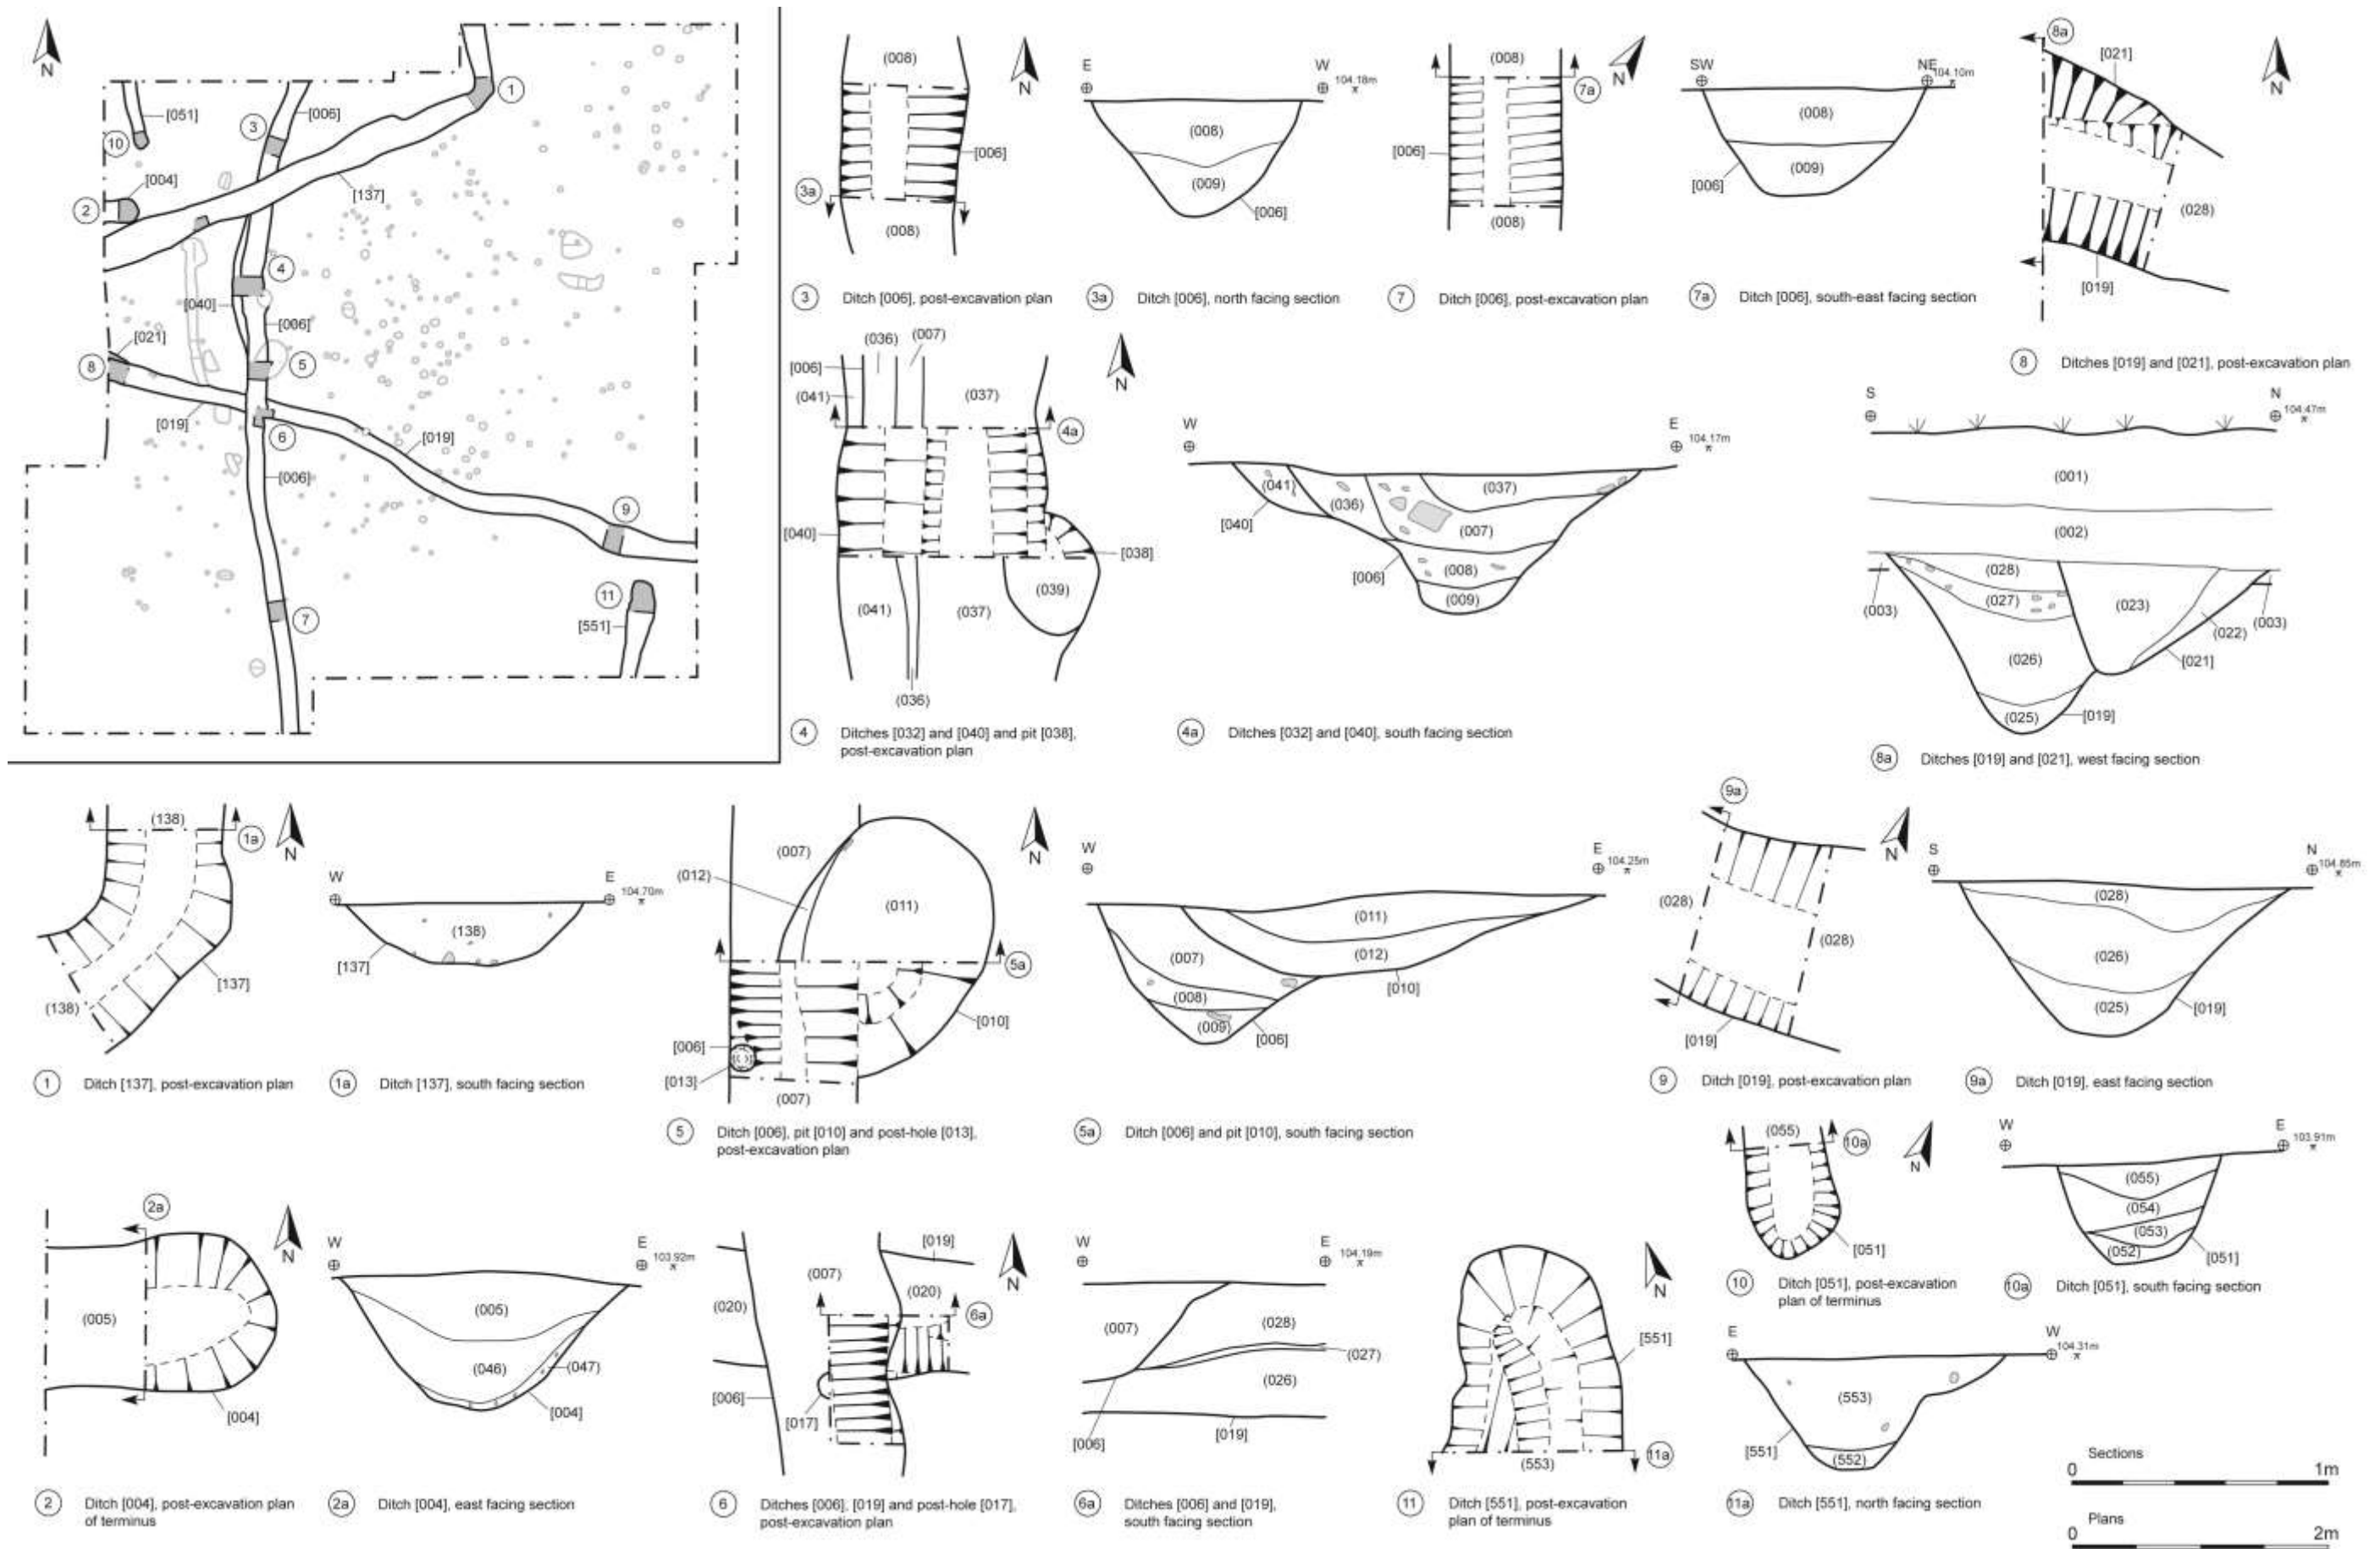 N
[051]
10
3
[006]
1
[004]
2
[137]
4
[040]
[006]
[021]
8
5
[019]
6
[019]
[006]
9
11
[551]
7
(008)
N
[006]
3a
(008)
3 Ditch [006], post-excavation plan
E W
104.18m
(008)
(009)
[006]
3a Ditch [006], north facing section
(008)
N
7a
[006]
(008)
7 Ditch [006], post-excavation plan
SW NE
104.10m
(008)
(009)
[006]
7a Ditch [006], south-east facing section
8a
[021]
N
(028)
[019]
8 Ditches [019] and [021], post-excavation plan
(036) (007)
[006]
(041)
(037)
N
4a
[040]
[038]
(039)
(041)
(037)
(036)
4 Ditches [032] and [040] and pit [038],
post-excavation plan
W E
104.17m
(041)
(036)
(037)
[040]
(007)
[006]
(008)
(009)
4a Ditches [032] and [040], south facing section
S N
104.47m
(001)
(002)
(028)
(027)
(023)
(003)
(022)
(003)
(026)
[021]
(025)
[019]
8a Ditches [019] and [021], west facing section
(138)
1a
N
[137]
(138)
1 Ditch [137], post-excavation plan
W E
104.70m
(138)
[137]
1a Ditch [137], south facing section
(007)
(012)
(011)
N
5a
[010]
[006]
[013]
(007)
5 Ditch [006], pit [010] and post-hole [013],
post-excavation plan
W E
104.25m
(011)
(007)
(012)
[010]
(008)
(009)
[006]
5a Ditch [006] and pit [010], south facing section
9a
N
(028)
(028)
[019]
9 Ditch [019], post-excavation plan
S N
104.85m
(028)
(026)
(025)
[019]
9a Ditch [019], east facing section
2a
N
(005)
[004]
2 Ditch [004], post-excavation plan
of terminus
W E
103.92m
(005)
(046)
(047)
[004]
2a Ditch [004], east facing section
[019]
(007)
N
(020)
(020)
6a
[006]
[017]
6 Ditches [006], [019] and post-hole [017],
post-excavation plan
W E
104.19m
(007)
(028)
(027)
(026)
[006]
[019]
6a Ditches [006] and [019],
south facing section
N
[551]
11a
(553)
11 Ditch [551], post-excavation
plan of terminus
(055)
10a
N
[051]
10 Ditch [051], post-excavation
plan of terminus
W E
103.91m
(055)
(054)
(053)
(052)
[051]
10a Ditch [051], south facing section
E W
104.31m
(553)
[551]
(552)
11a Ditch [551], north facing section
Sections
0 1m
Plans
0 2m